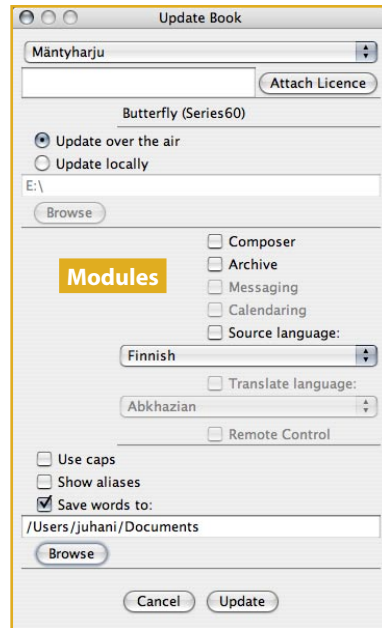 Update Book
Mäntyharju
Attach Licence
Butterfly (Series60)
Update over the air
Update locally
E:\
Browse
Composer
Archive
Modules
Messaging
Calendaring
Source language:
Finnish
Translate language:
Abkhazian
Remote Control
Use caps
Show aliases
Save words to:
/Users/juhani/Documents
Browse
Cancel Update